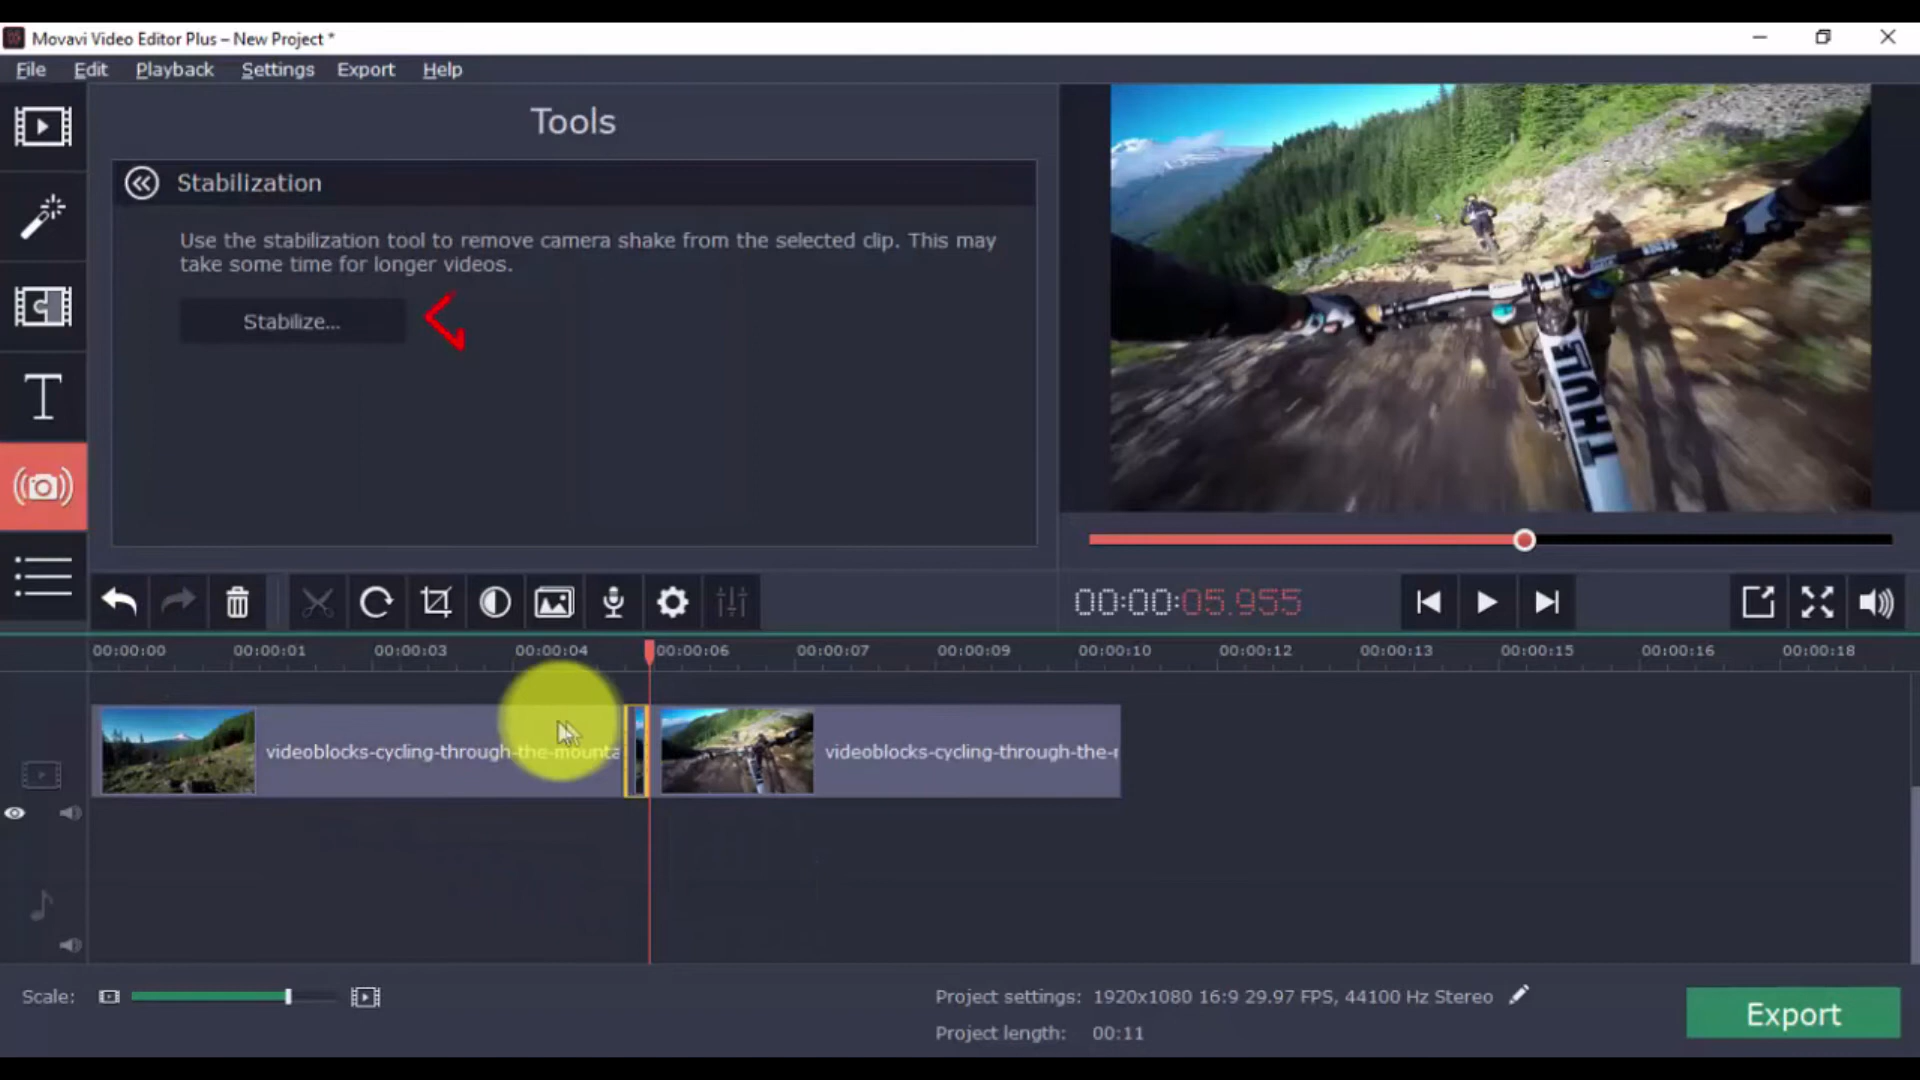 Movavi Video Editor Plus – New Project *
File Edit Playback Settings Export Help
Tools
Stabilization
Use the stabilization tool to remove camera shake from the selected clip. This may
take some time for longer videos.
Stabilize...
THULE
00:00:05.955
00:00:00 00:00:01 00:00:03 00:00:04 00:00:06 00:00:07 00:00:09 00:00:10 00:00:12 00:00:13 00:00:15 00:00:16 00:00:18
videoblocks-cycling-through-the-mounta
videoblocks-cycling-through-the-r
Scale:
Project settings: 1920x1080 16:9 29.97 FPS, 44100 Hz Stereo
Project length: 00:11
Export